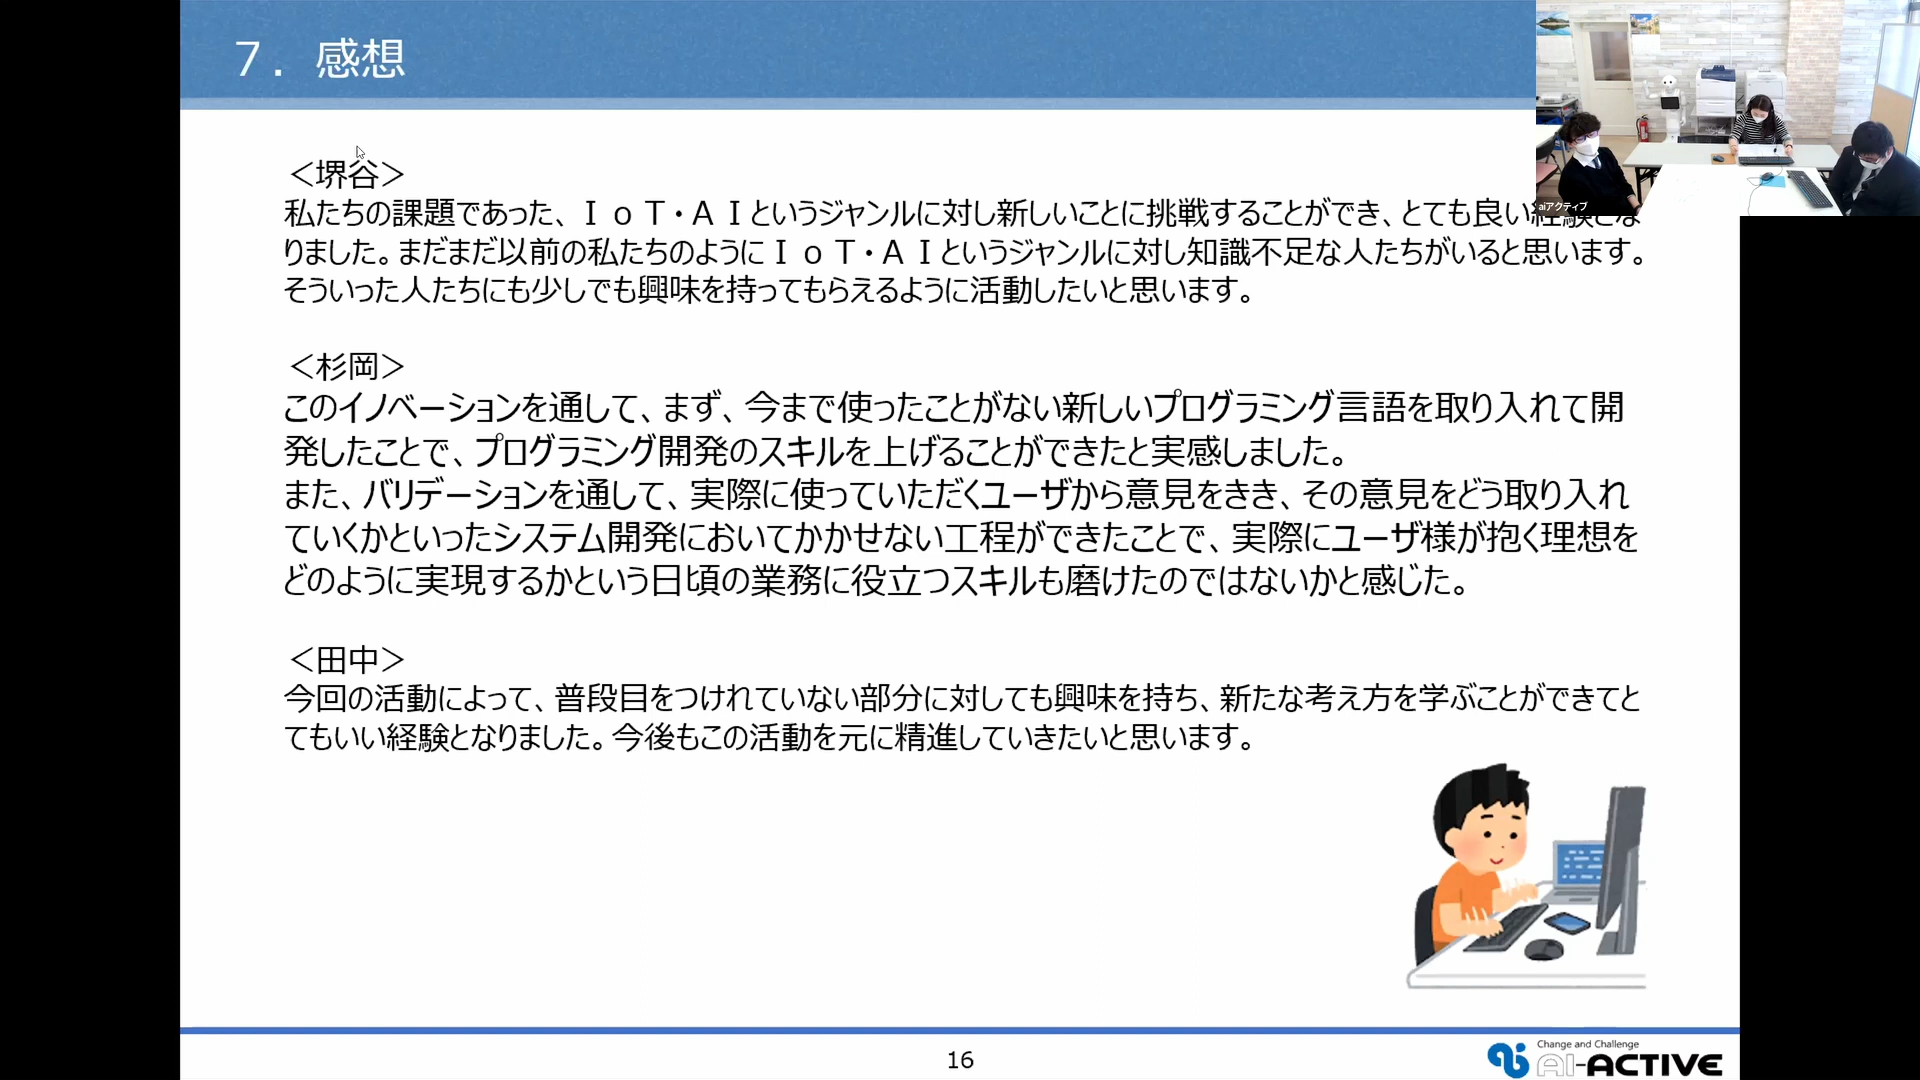 ７．感想
＜堺谷＞
私たちの課題であった、ＩｏＴ・ＡＩというジャンルに対し新しいことに挑戦することができ、とても良い経験とな
りました。まだまだ以前の私たちのようにＩｏＴ・ＡＩというジャンルに対し知識不足な人たちがいると思います。
そういった人たちにも少しでも興味を持ってもらえるように活動したいと思います。
＜杉岡＞
このイノベーションを通して、まず、今まで使ったことがない新しいプログラミング言語を取り入れて開
発したことで、プログラミング開発のスキルを上げることができたと実感しました。
また、バリデーションを通して、実際に使っていただくユーザから意見をきき、その意見をどう取り入れ
ていくかといったシステム開発においてかかせない工程ができたことで、実際にユーザ様が抱く理想を
どのように実現するかという日頃の業務に役立つスキルも磨けたのではないかと感じた。
＜田中＞
今回の活動によって、普段目をつけれていない部分に対しても興味を持ち、新たな考え方を学ぶことができてと
てもいい経験となりました。今後もこの活動を元に精進していきたいと思います。
aiアクティブ
16
Change and Challenge
AI-ACTIVE